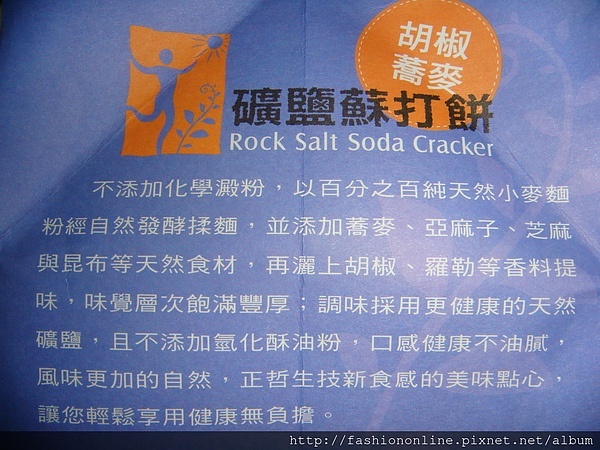 胡椒
蕎麥
礦鹽蘇打餅
Rock Salt Soda Cracker
不添加化學澱粉，以百分之百純天然小麥麵
粉經自然發酵揉麵，並添加蕎麥、亞麻子、芝麻
與昆布等天然食材，再灑上胡椒、羅勒等香料提
味，味覺層次飽滿豐厚；調味採用更健康的天然
礦鹽，且不添加氫化酥油粉，口感健康不油膩，
風味更加的自然，正哲生技新食感的美味點心，
讓您輕鬆享用健康無負擔。
http://fashiononline.pixnet.net/album